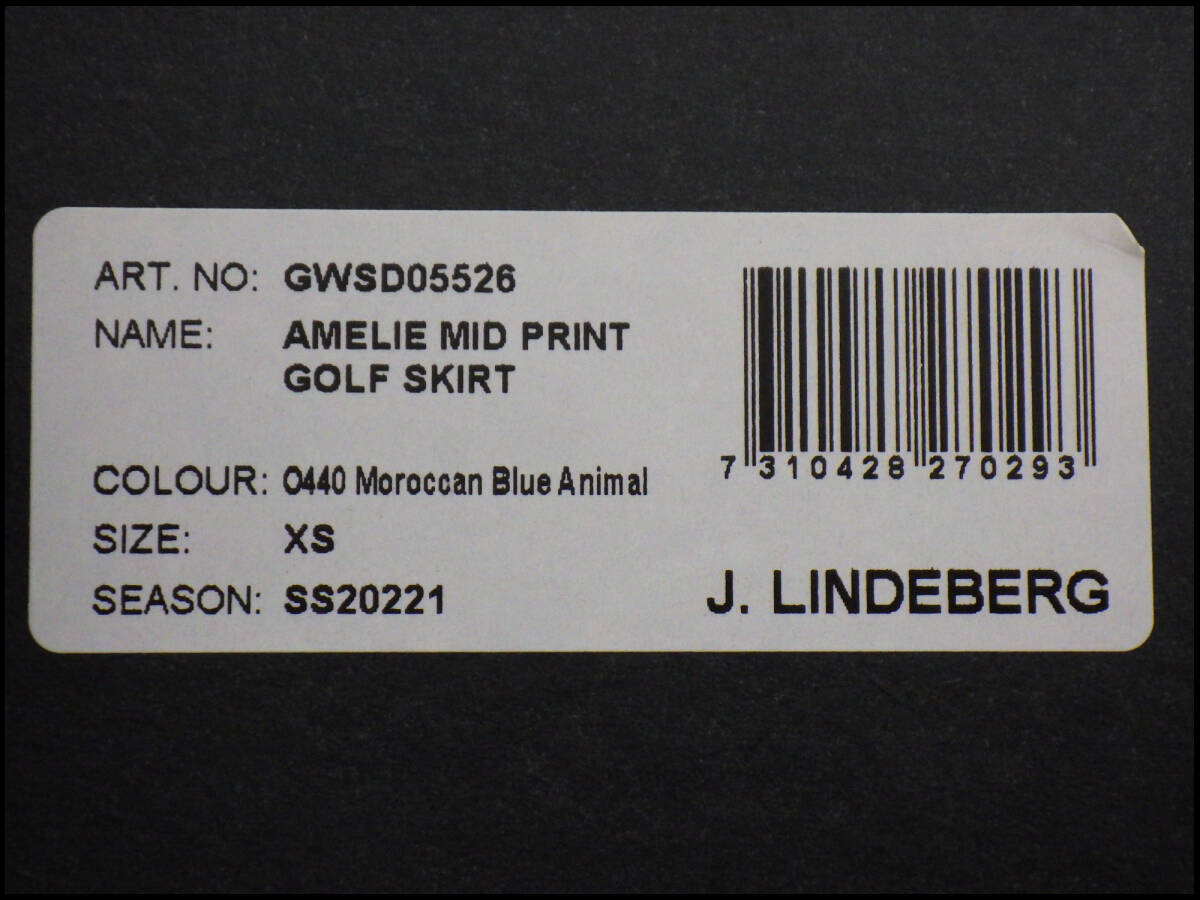 ART. NO: GWSD05526
NAME: AMELIE MID PRINT
GOLF SKIRT
COLOUR: O440 Moroccan Blue Animal
SIZE: XS
SEASON: SS20221
7 310428 270293
J. LINDEBERG